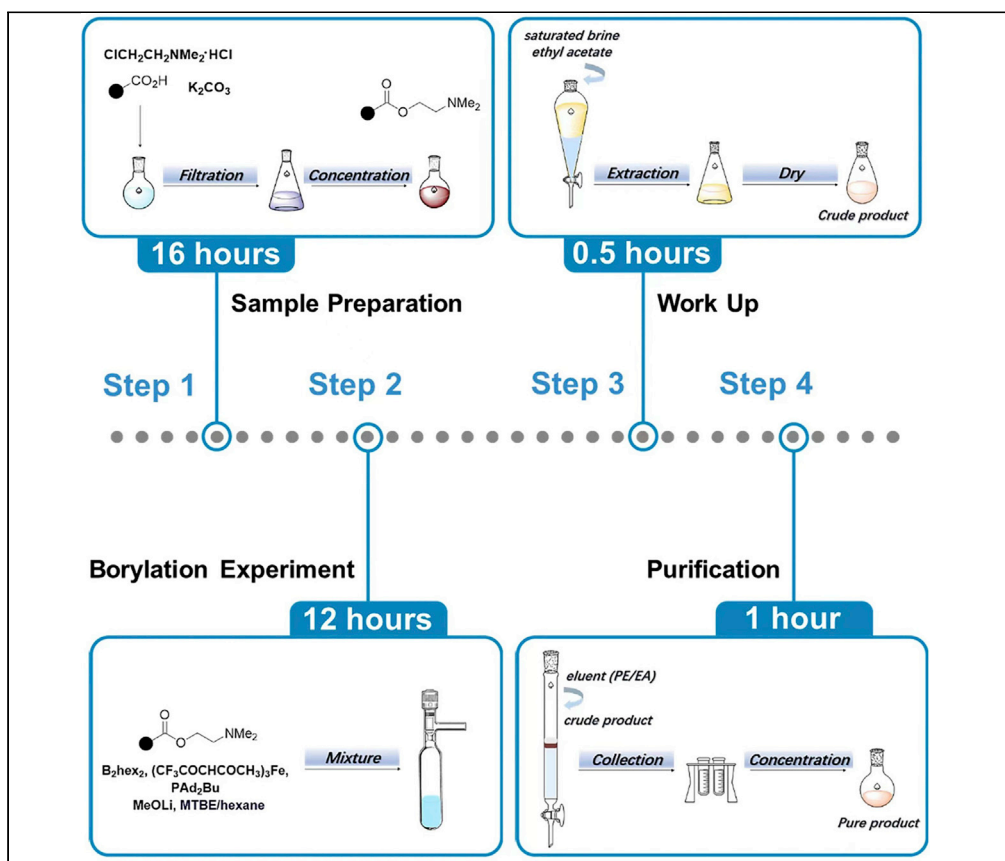 ClCH₂CH₂NMe₂·HCl
CO₂H
K₂CO₃
O
O
NMe₂
Filtration
Concentration
16 hours
Sample Preparation
saturated brine
ethyl acetate
Extraction
Dry
Crude product
0.5 hours
Work Up
Step 1
Step 2
Step 3
Step 4
Borylation Experiment
12 hours
O
O
NMe₂
B₂hex₂, (CF₃COCHCOCH₃)₃Fe,
PAd₂Bu
MeOLi, MTBE/hexane
Mixture
Purification
1 hour
eluent (PE/EA)
crude product
Collection
Concentration
Pure product